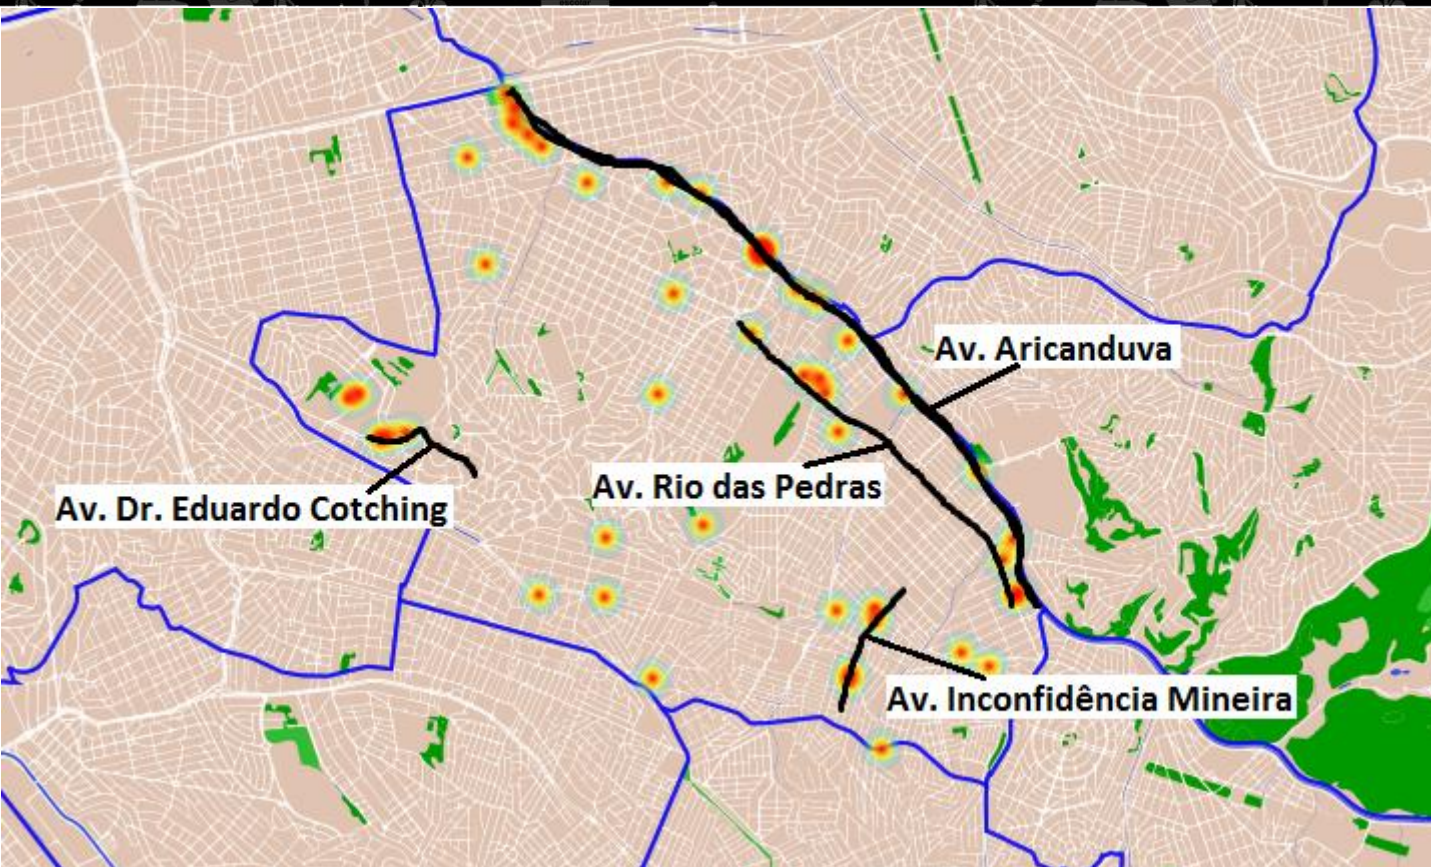 Av. Aricanduva
Av. Rio das Pedras
Av. Dr. Eduardo Cotching
Av. Inconfidência Mineira